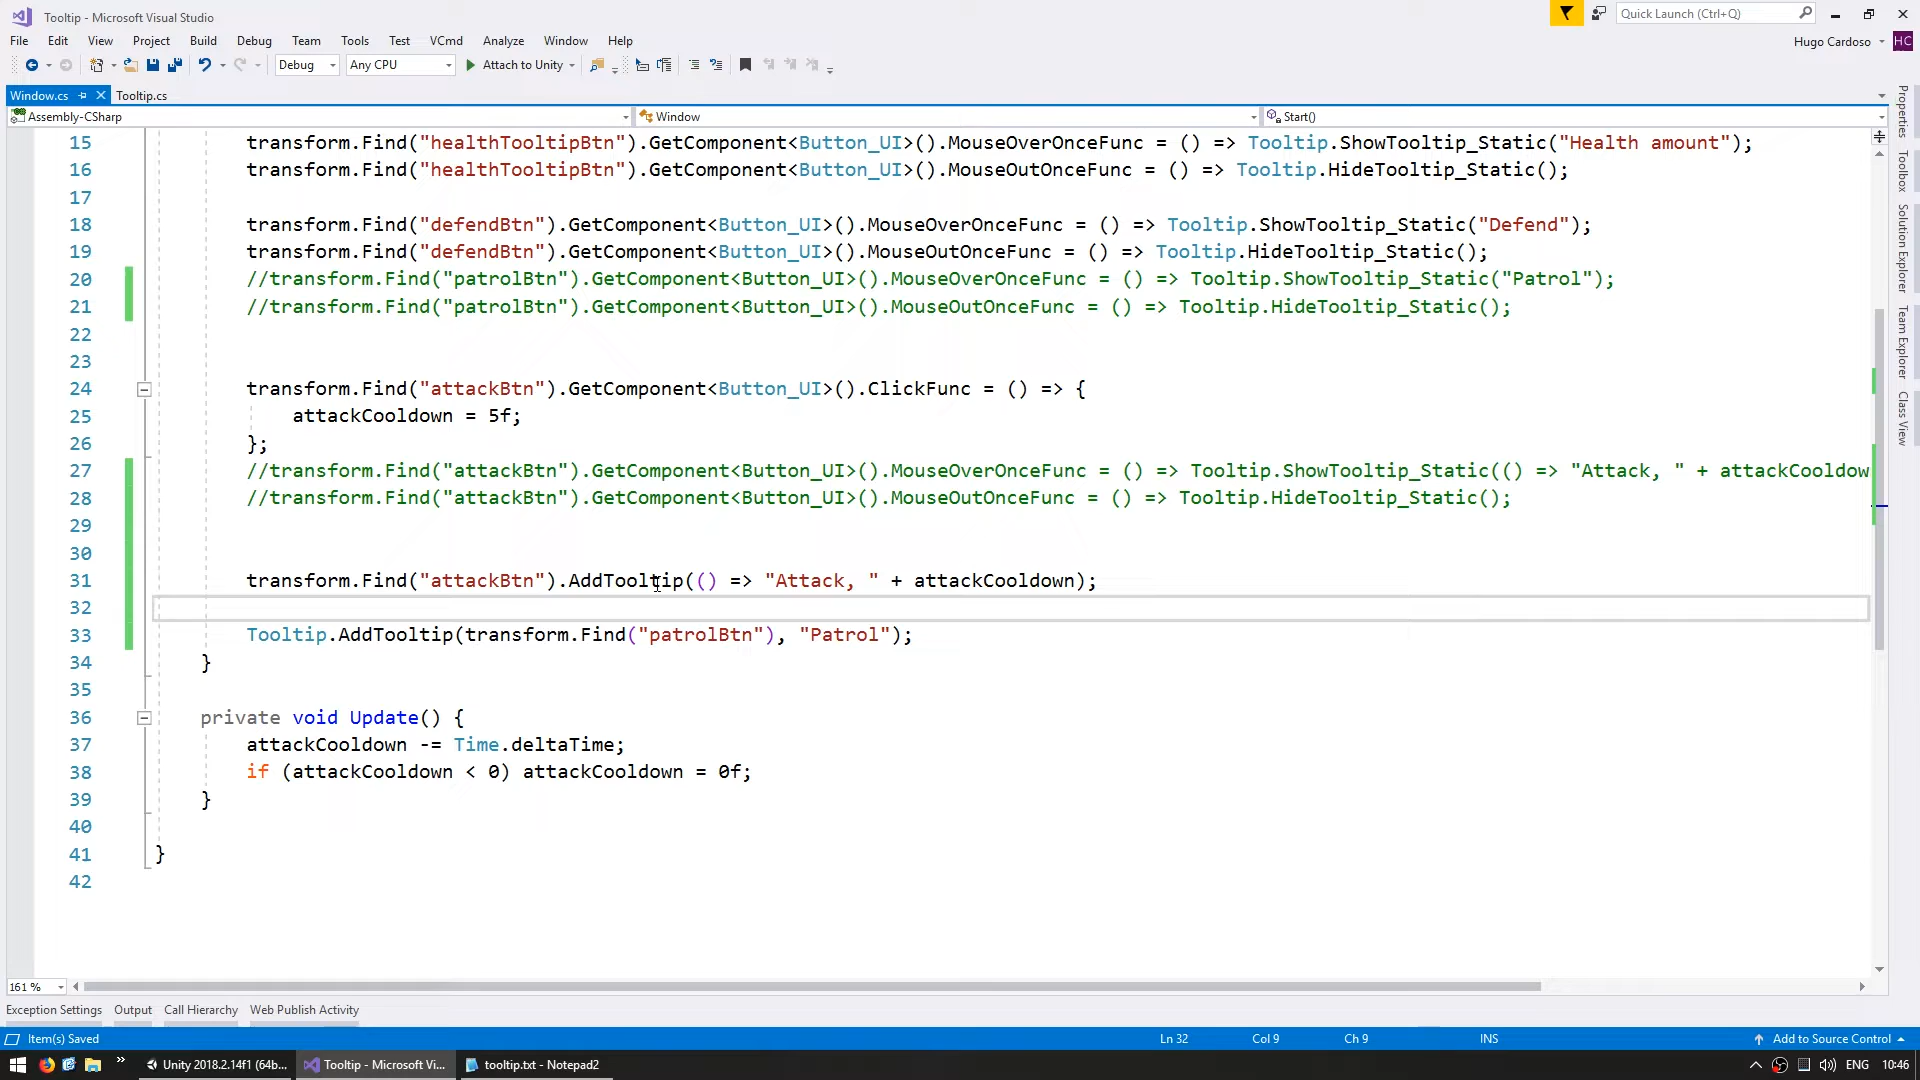 Tooltip - Microsoft Visual Studio
Quick Launch (Ctrl+Q)
File Edit View Project Build Debug Team Tools Test VCmd Analyze Window Help
Hugo Cardoso HC
Debug Any CPU Attach to Unity
Window.cs Tooltip.cs
Assembly-CSharp Window Start()
15 transform.Find("healthTooltipBtn").GetComponent<Button_UI>().MouseOverOnceFunc = () => Tooltip.ShowTooltip_Static("Health amount");
16 transform.Find("healthTooltipBtn").GetComponent<Button_UI>().MouseOutOnceFunc = () => Tooltip.HideTooltip_Static();
17
18 transform.Find("defendBtn").GetComponent<Button_UI>().MouseOverOnceFunc = () => Tooltip.ShowTooltip_Static("Defend");
19 transform.Find("defendBtn").GetComponent<Button_UI>().MouseOutOnceFunc = () => Tooltip.HideTooltip_Static();
20 //transform.Find("patrolBtn").GetComponent<Button_UI>().MouseOverOnceFunc = () => Tooltip.ShowTooltip_Static("Patrol");
21 //transform.Find("patrolBtn").GetComponent<Button_UI>().MouseOutOnceFunc = () => Tooltip.HideTooltip_Static();
22
23
24 transform.Find("attackBtn").GetComponent<Button_UI>().ClickFunc = () => {
25 attackCooldown = 5f;
26 };
27 //transform.Find("attackBtn").GetComponent<Button_UI>().MouseOverOnceFunc = () => Tooltip.ShowTooltip_Static(() => "Attack, " + attackCooldow
28 //transform.Find("attackBtn").GetComponent<Button_UI>().MouseOutOnceFunc = () => Tooltip.HideTooltip_Static();
29
30
31 transform.Find("attackBtn").AddTooltip(() => "Attack, " + attackCooldown);
32
33 Tooltip.AddTooltip(transform.Find("patrolBtn"), "Patrol");
34 }
35
36 private void Update() {
37 attackCooldown -= Time.deltaTime;
38 if (attackCooldown < 0) attackCooldown = 0f;
39 }
40
41 }
42
Properties
Toolbox
Solution Explorer
Team Explorer
Class View
161 %
Exception Settings Output Call Hierarchy Web Publish Activity
Item(s) Saved Ln 32 Col 9 Ch 9 INS Add to Source Control
Unity 2018.2.14f1 (64b... Tooltip - Microsoft Vi... tooltip.txt - Notepad2 ENG 10:46